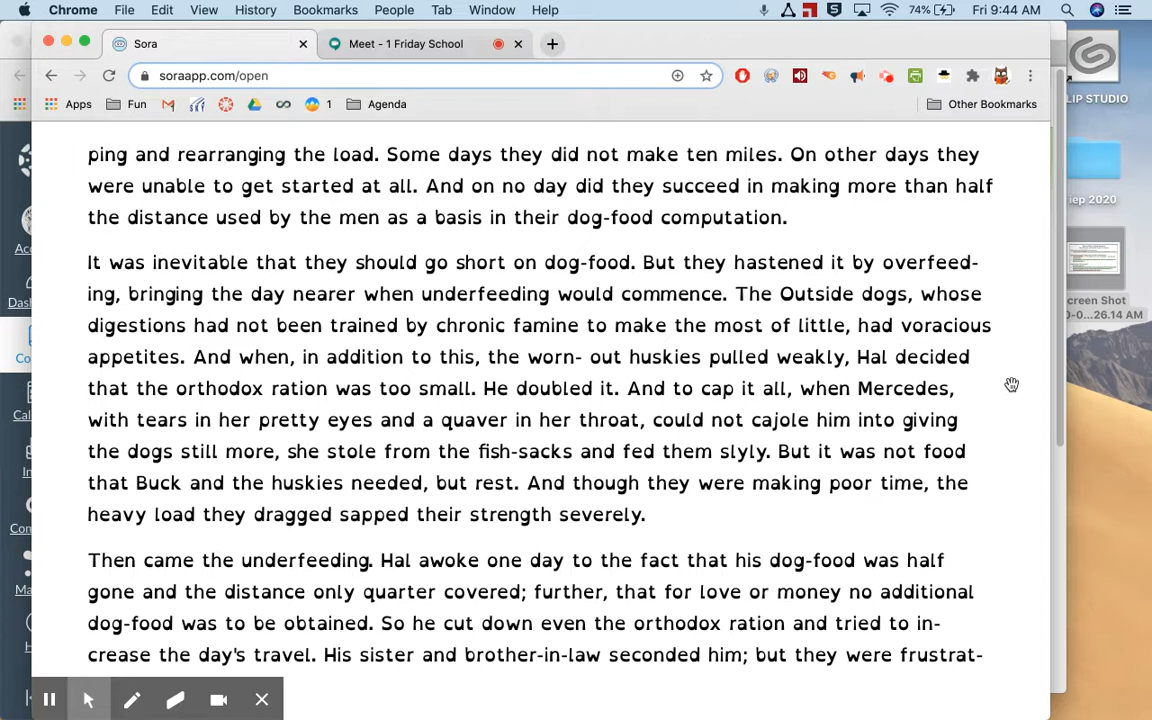 Chrome File Edit View History Bookmarks People Tab Window Help 74% Fri 9:44 AM
Sora Meet - 1 Friday School
soraapp.com/open
Apps Fun 1 Agenda Other Bookmarks
LIP STUDIO
ping and rearranging the load. Some days they did not make ten miles. On other days they
were unable to get started at all. And on no day did they succeed in making more than half
iep 2020
the distance used by the men as a basis in their dog-food computation.
It was inevitable that they should go short on dog-food. But they hastened it by overfeed-
ing, bringing the day nearer when underfeeding would commence. The Outside dogs, whose
creen Shot
0-0...26.14 AM
digestions had not been trained by chronic famine to make the most of little, had voracious
appetites. And when, in addition to this, the worn- out huskies pulled weakly, Hal decided
that the orthodox ration was too small. He doubled it. And to cap it all, when Mercedes,
with tears in her pretty eyes and a quaver in her throat, could not cajole him into giving
the dogs still more, she stole from the fish-sacks and fed them slyly. But it was not food
that Buck and the huskies needed, but rest. And though they were making poor time, the
heavy load they dragged sapped their strength severely.
Then came the underfeeding. Hal awoke one day to the fact that his dog-food was half
gone and the distance only quarter covered; further, that for love or money no additional
dog-food was to be obtained. So he cut down even the orthodox ration and tried to in-
crease the day's travel. His sister and brother-in-law seconded him; but they were frustrat-
Acc
Dash
Co
Cal
In
Com
Ma
H